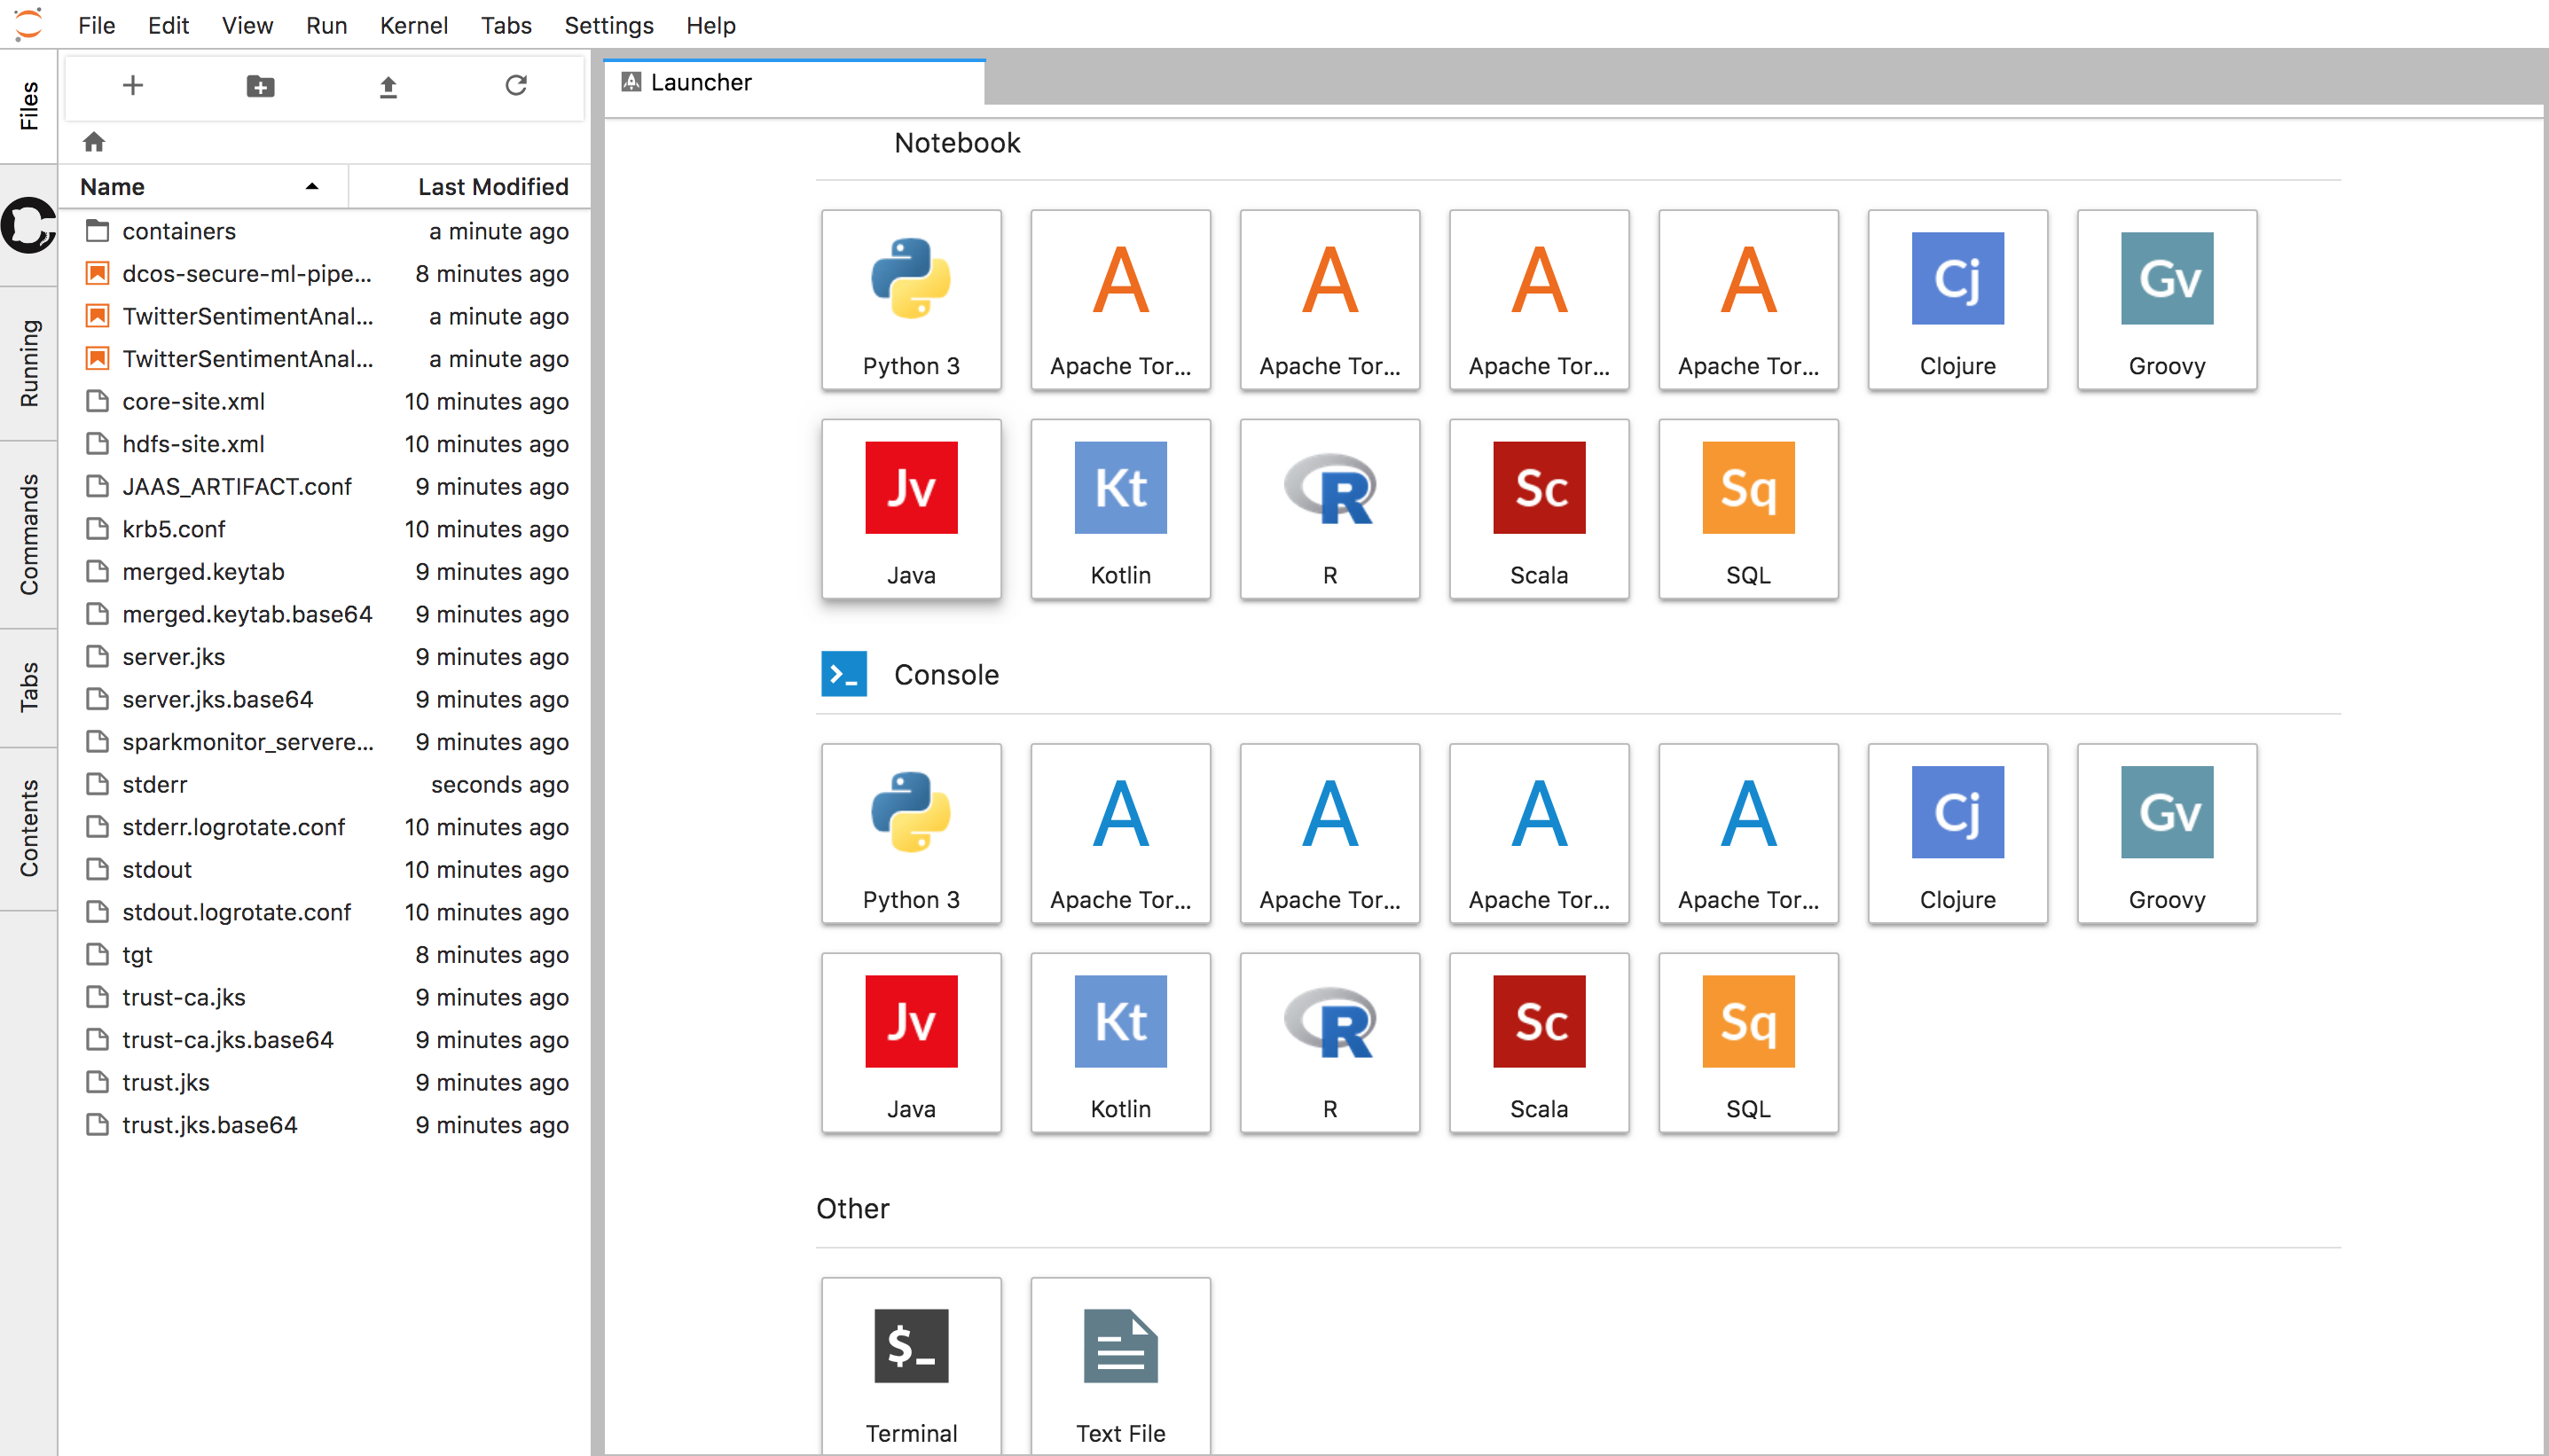 File Edit View Run Kernel Tabs Settings Help
Files
Running
Commands
Tabs
Contents
Name Last Modified
containers a minute ago
dcos-secure-ml-pipe... 8 minutes ago
TwitterSentimentAnal... a minute ago
TwitterSentimentAnal... a minute ago
core-site.xml 10 minutes ago
hdfs-site.xml 10 minutes ago
JAAS_ARTIFACT.conf 9 minutes ago
krb5.conf 10 minutes ago
merged.keytab 9 minutes ago
merged.keytab.base64 9 minutes ago
server.jks 9 minutes ago
server.jks.base64 9 minutes ago
sparkmonitor_servere... 9 minutes ago
stderr seconds ago
stderr.logrotate.conf 10 minutes ago
stdout 10 minutes ago
stdout.logrotate.conf 10 minutes ago
tgt 8 minutes ago
trust-ca.jks 9 minutes ago
trust-ca.jks.base64 9 minutes ago
trust.jks 9 minutes ago
trust.jks.base64 9 minutes ago
Launcher
Notebook
A A A A Cj Gv
Python 3 Apache Tor... Apache Tor... Apache Tor... Apache Tor... Clojure Groovy
Jv Kt R Sc Sq
Java Kotlin R Scala SQL
>_ Console
A A A A Cj Gv
Python 3 Apache Tor... Apache Tor... Apache Tor... Apache Tor... Clojure Groovy
Jv Kt R Sc Sq
Java Kotlin R Scala SQL
Other
$_
Terminal Text File